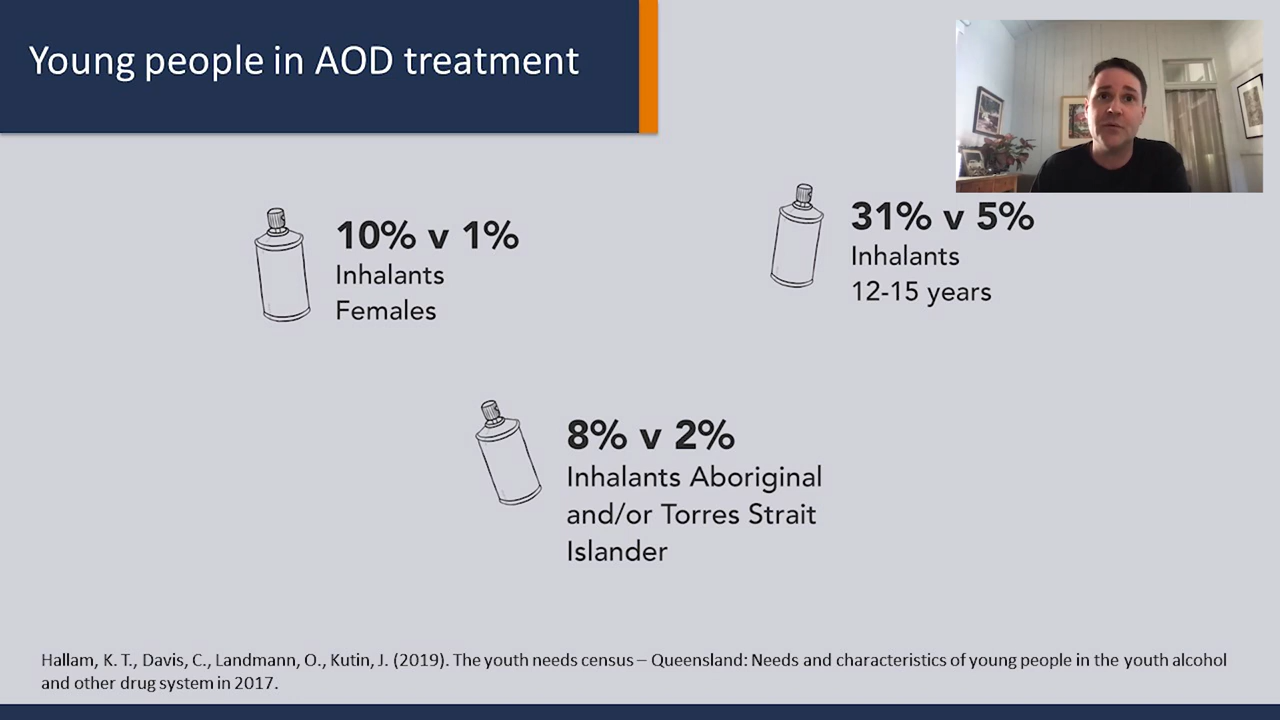 Young people in AOD treatment
10% v 1%
Inhalants
Females
31% v 5%
Inhalants
12-15 years
8% v 2%
Inhalants Aboriginal
and/or Torres Strait
Islander
Hallam, K. T., Davis, C., Landmann, O., Kutin, J. (2019). The youth needs census – Queensland: Needs and characteristics of young people in the youth alcohol
and other drug system in 2017.